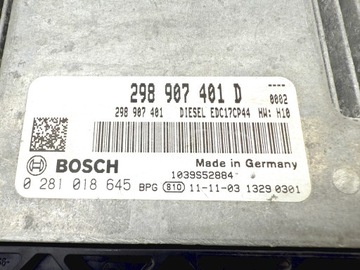 298 907 401 D ----
0002
298 907 401 DIESEL EDC17CP44 HW: H10
BOSCH Made in Germany
1039S52884
0 281 018 645 BPG 810 11-11-03 1329 0301